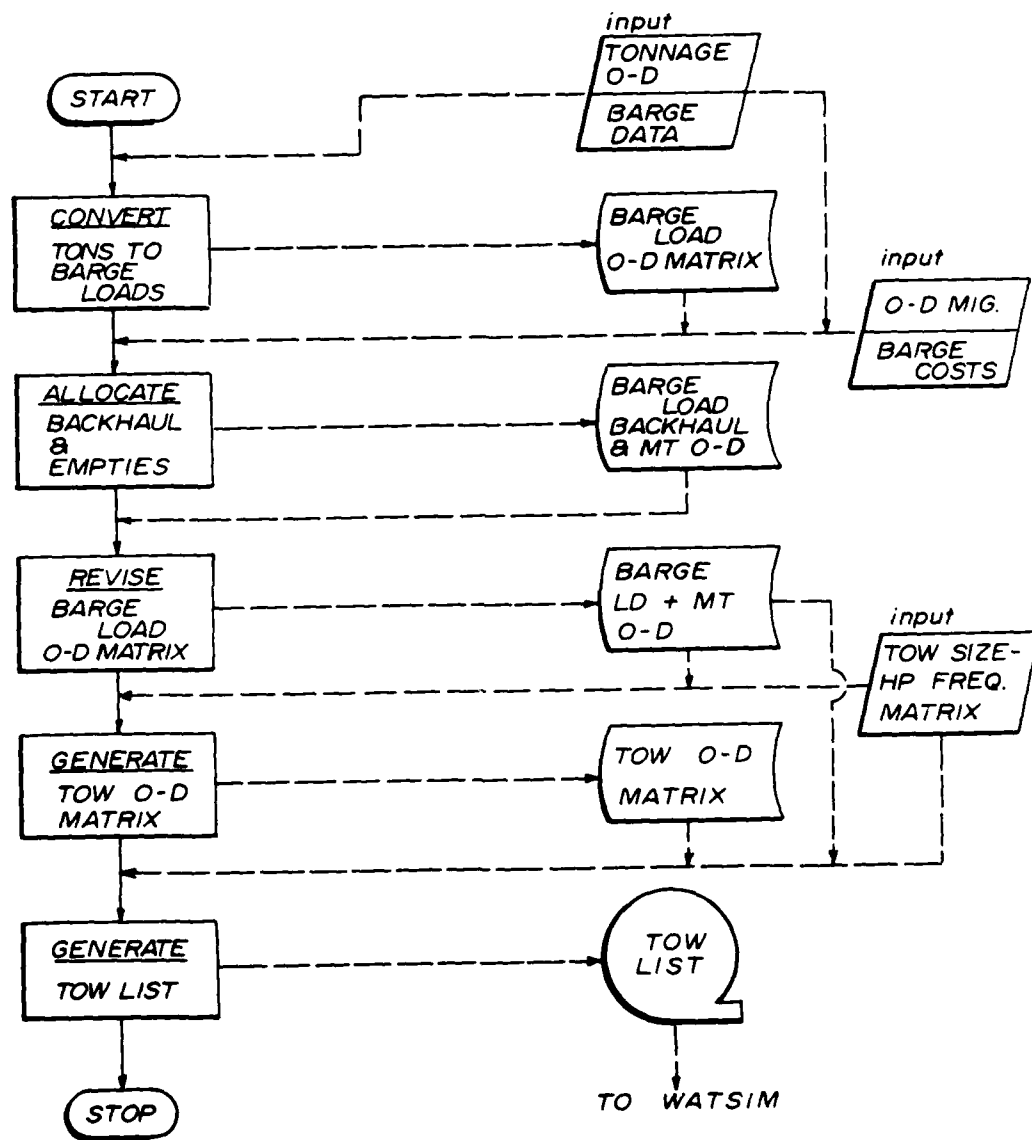 input
TONNAGE
O-D
BARGE
DATA
START
CONVERT
TONS TO
BARGE
LOADS
BARGE
LOAD
O-D MATRIX
input
O-D MIG.
BARGE
COSTS
ALLOCATE
BACKHAUL
&
EMPTIES
BARGE
LOAD
BACKHAUL
& MT O-D
REVISE
BARGE
LOAD
O-D MATRIX
BARGE
LD + MT
O-D
input
TOW SIZE-
HP FREQ.
MATRIX
GENERATE
TOW O-D
MATRIX
TOW O-D
MATRIX
GENERATE
TOW LIST
TOW
LIST
STOP
TO WATSIM